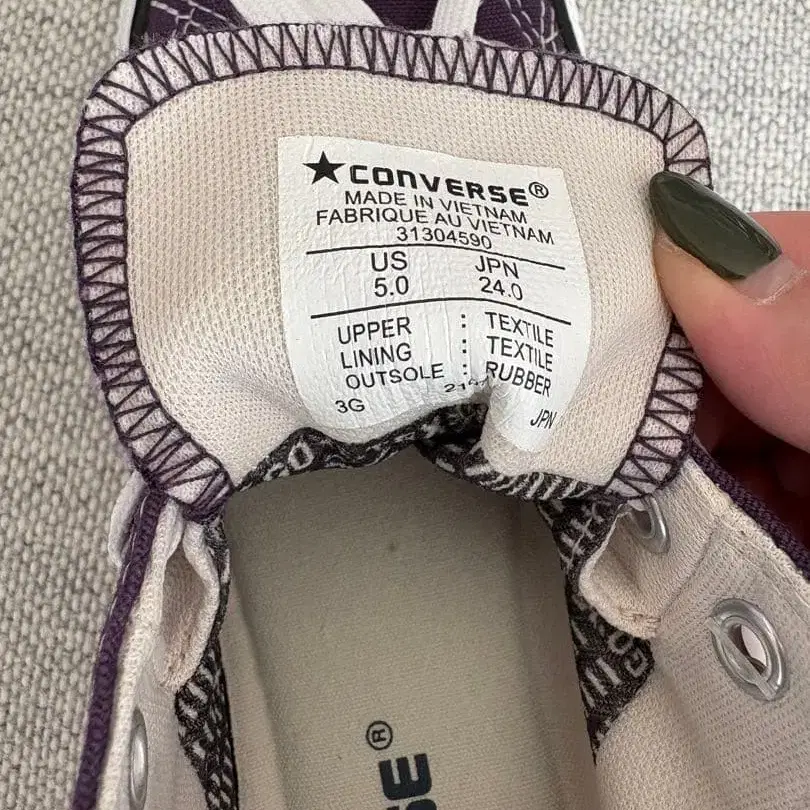 ★CONVERSE®
MADE IN VIETNAM
FABRIQUE AU VIETNAM
31304590
US JPN
5.0 24.0
UPPER : TEXTILE
LINING : TEXTILE
OUTSOLE : RUBBER
3G JPN
SE®